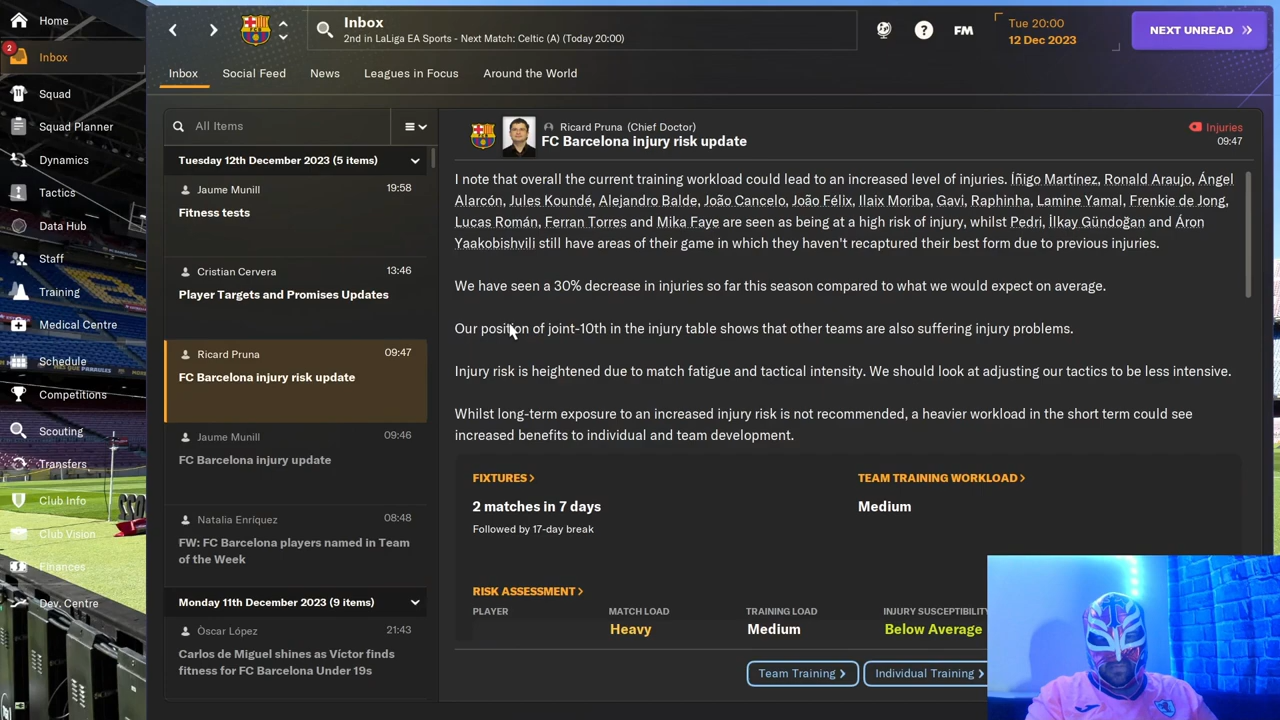 Home
2
Inbox
Squad
Squad Planner
Dynamics
Tactics
Data Hub
Staff
Training
Medical Centre
Schedule
Competitions
Scouting
Transfers
Club Info
Club Vision
Finances
Dev. Centre
Inbox
2nd in LaLiga EA Sports - Next Match: Celtic (A) (Today 20:00)
?
FM
Tue 20:00
12 Dec 2023
NEXT UNREAD
Inbox Social Feed News Leagues in Focus Around the World
All Items
Tuesday 12th December 2023 (5 items)
Jaume Munill 19:58
Fitness tests
Cristian Cervera 13:46
Player Targets and Promises Updates
Ricard Pruna 09:47
FC Barcelona injury risk update
Jaume Munill 09:46
FC Barcelona injury update
Natalia Enríquez 08:48
FW: FC Barcelona players named in Team
of the Week
Monday 11th December 2023 (9 items)
Òscar López 21:43
Carles de Miguel shines as Víctor finds
fitness for FC Barcelona Under 19s
Ricard Pruna (Chief Doctor)
FC Barcelona injury risk update
Injuries
09:47
I note that overall the current training workload could lead to an increased level of injuries. Íñigo Martínez, Ronald Araujo, Ángel
Alarcón, Jules Koundé, Alejandro Balde, João Cancelo, João Félix, Ilaix Moriba, Gavi, Raphinha, Lamine Yamal, Frenkie de Jong,
Lucas Román, Ferran Torres and Mika Faye are seen as being at a high risk of injury, whilst Pedri, İlkay Gündoğan and Áron
Yaakobishvili still have areas of their game in which they haven't recaptured their best form due to previous injuries.
We have seen a 30% decrease in injuries so far this season compared to what we would expect on average.
Our position of joint-10th in the injury table shows that other teams are also suffering injury problems.
Injury risk is heightened due to match fatigue and tactical intensity. We should look at adjusting our tactics to be less intensive.
Whilst long-term exposure to an increased injury risk is not recommended, a heavier workload in the short term could see
increased benefits to individual and team development.
FIXTURES
2 matches in 7 days
Followed by 17-day break
TEAM TRAINING WORKLOAD
Medium
RISK ASSESSMENT
PLAYER MATCH LOAD TRAINING LOAD INJURY SUSCEPTIBILITY
Heavy Medium Below Average
Team Training Individual Training